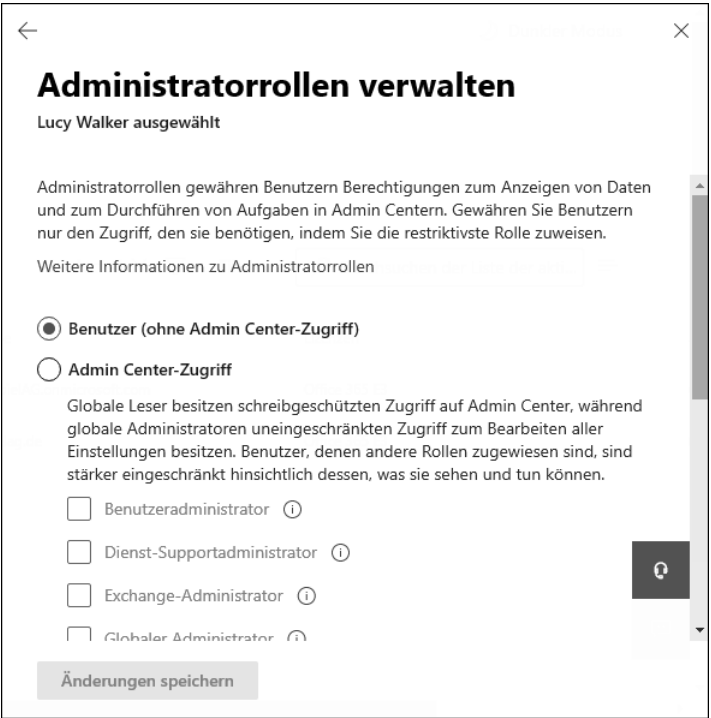 Administratorrollen verwalten
Lucy Walker ausgewählt
Administratorrollen gewähren Benutzern Berechtigungen zum Anzeigen von Daten
und zum Durchführen von Aufgaben in Admin Centern. Gewähren Sie Benutzern
nur den Zugriff, den sie benötigen, indem Sie die restriktivste Rolle zuweisen.
Weitere Informationen zu Administratorrollen
Benutzer (ohne Admin Center-Zugriff)
Admin Center-Zugriff
Globale Leser besitzen schreibgeschützten Zugriff auf Admin Center, während
globale Administratoren uneingeschränkten Zugriff zum Bearbeiten aller
Einstellungen besitzen. Benutzer, denen andere Rollen zugewiesen sind, sind
stärker eingeschränkt hinsichtlich dessen, was sie sehen und tun können.
Benutzeradministrator
Dienst-Supportadministrator
Exchange-Administrator
Globaler Administrator
Änderungen speichern